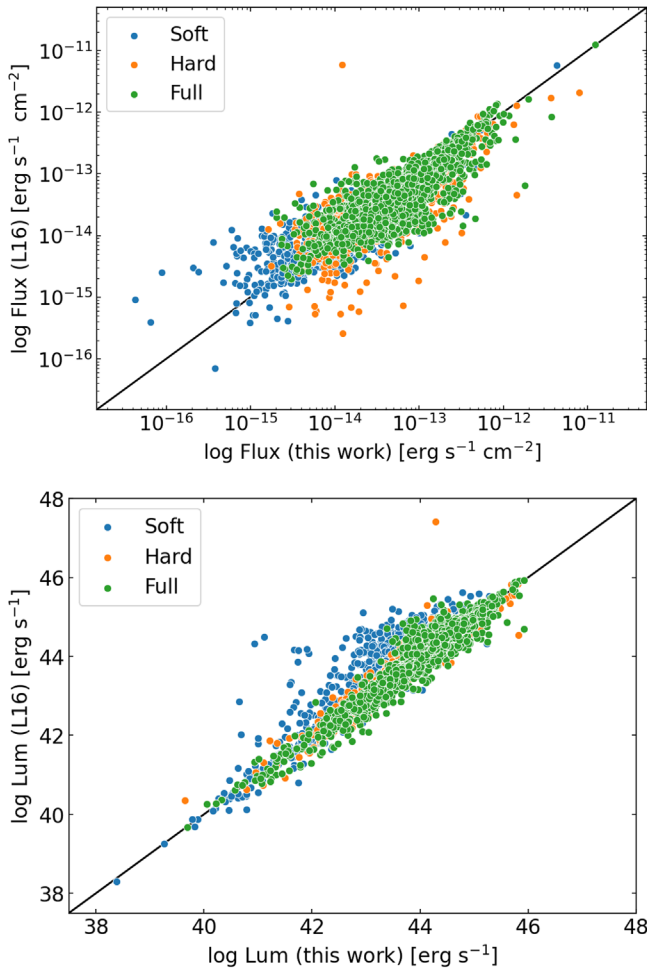 log Flux (L16) [erg s⁻¹ cm⁻²]
Soft
Hard
Full
10⁻¹¹
10⁻¹²
10⁻¹³
10⁻¹⁴
10⁻¹⁵
10⁻¹⁶
10⁻¹⁶ 10⁻¹⁵ 10⁻¹⁴ 10⁻¹³ 10⁻¹² 10⁻¹¹
log Flux (this work) [erg s⁻¹ cm⁻²]
log Lum (L16) [erg s⁻¹]
Soft
Hard
Full
48
46
44
42
40
38
38 40 42 44 46 48
log Lum (this work) [erg s⁻¹]